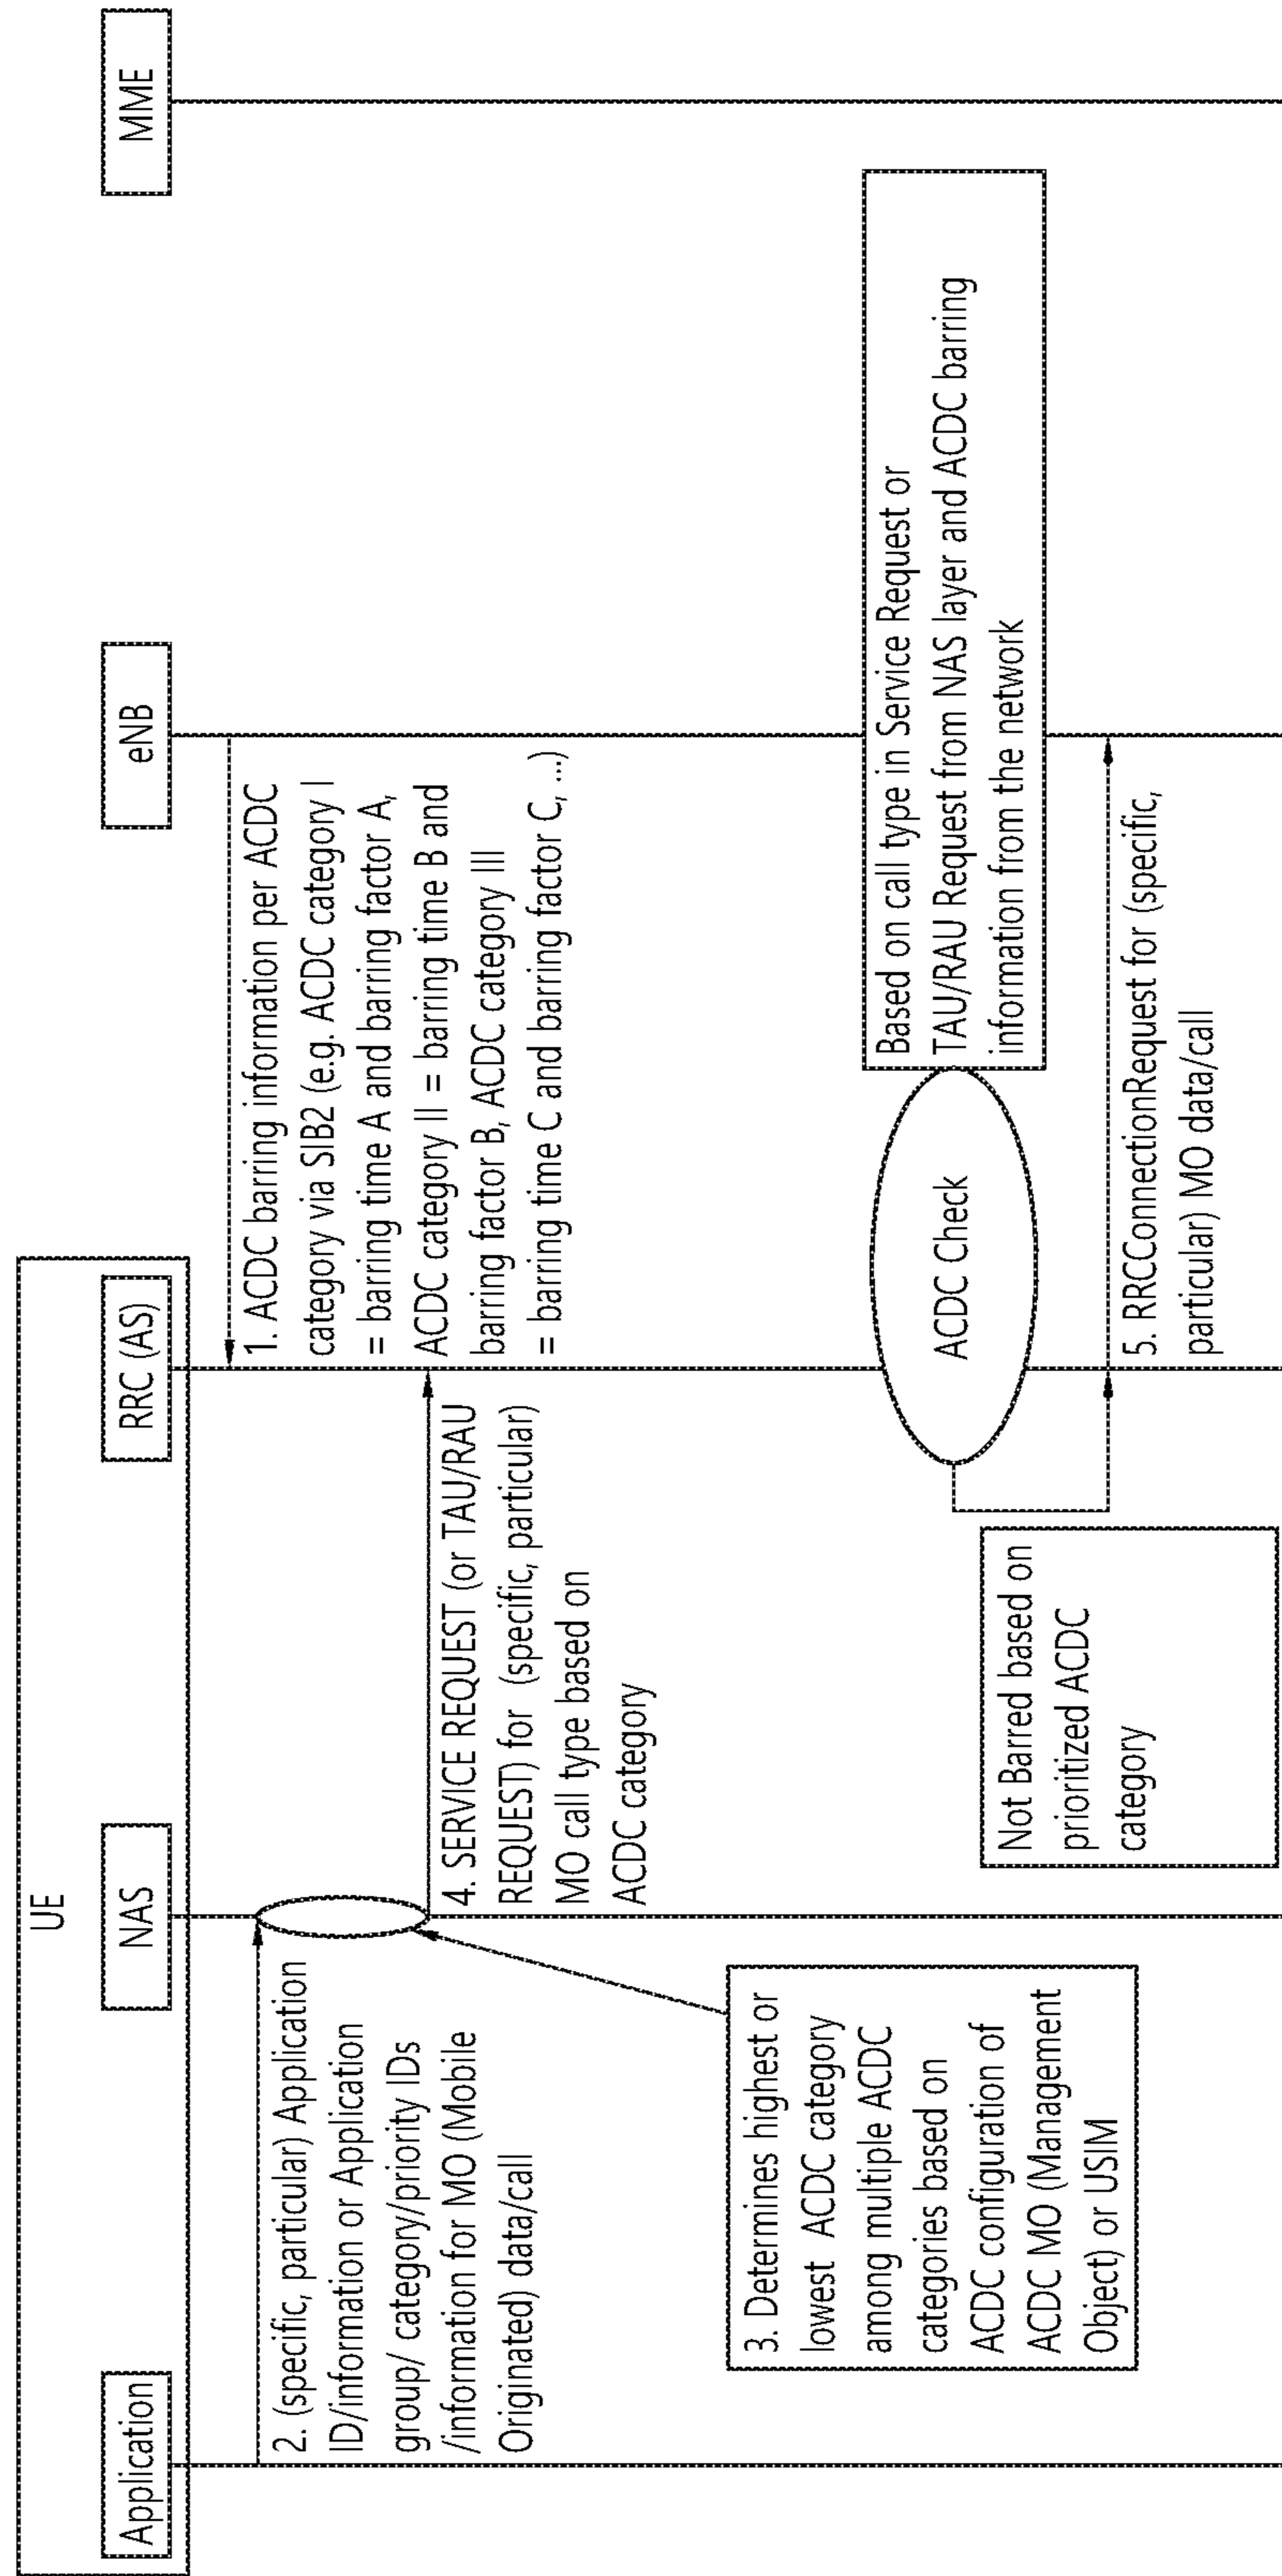 UE
Application
NAS
RRC (AS)
eNB
MME
1. ACDC barring information per ACDC
category via SIB2 (e.g. ACDC category I
= barring time A and barring factor A,
ACDC category II = barring time B and
barring factor B, ACDC category IIII
= barring time C and barring factor C, ...)
2. (specific, particular) Application
ID/information or Application
group/ category/priority IDs
/information for MO (Mobile
Originated) data/call
3. Determines highest or
lowest ACDC category
among multiple ACDC
categories based on
ACDC configuration of
ACDC MO (Management
Object) or USIM
4. SERVICE REQUEST (or TAU/RAU
REQUEST) for (specific, particular)
MO call type based on
ACDC category
ACDC Check
Based on call type in Service Request or
TAU/RAU Request from NAS layer and ACDC barring
information from the network
Not Barred based on
prioritized ACDC
category
5. RRCConnectionRequest for (specific,
particular) MO data/call